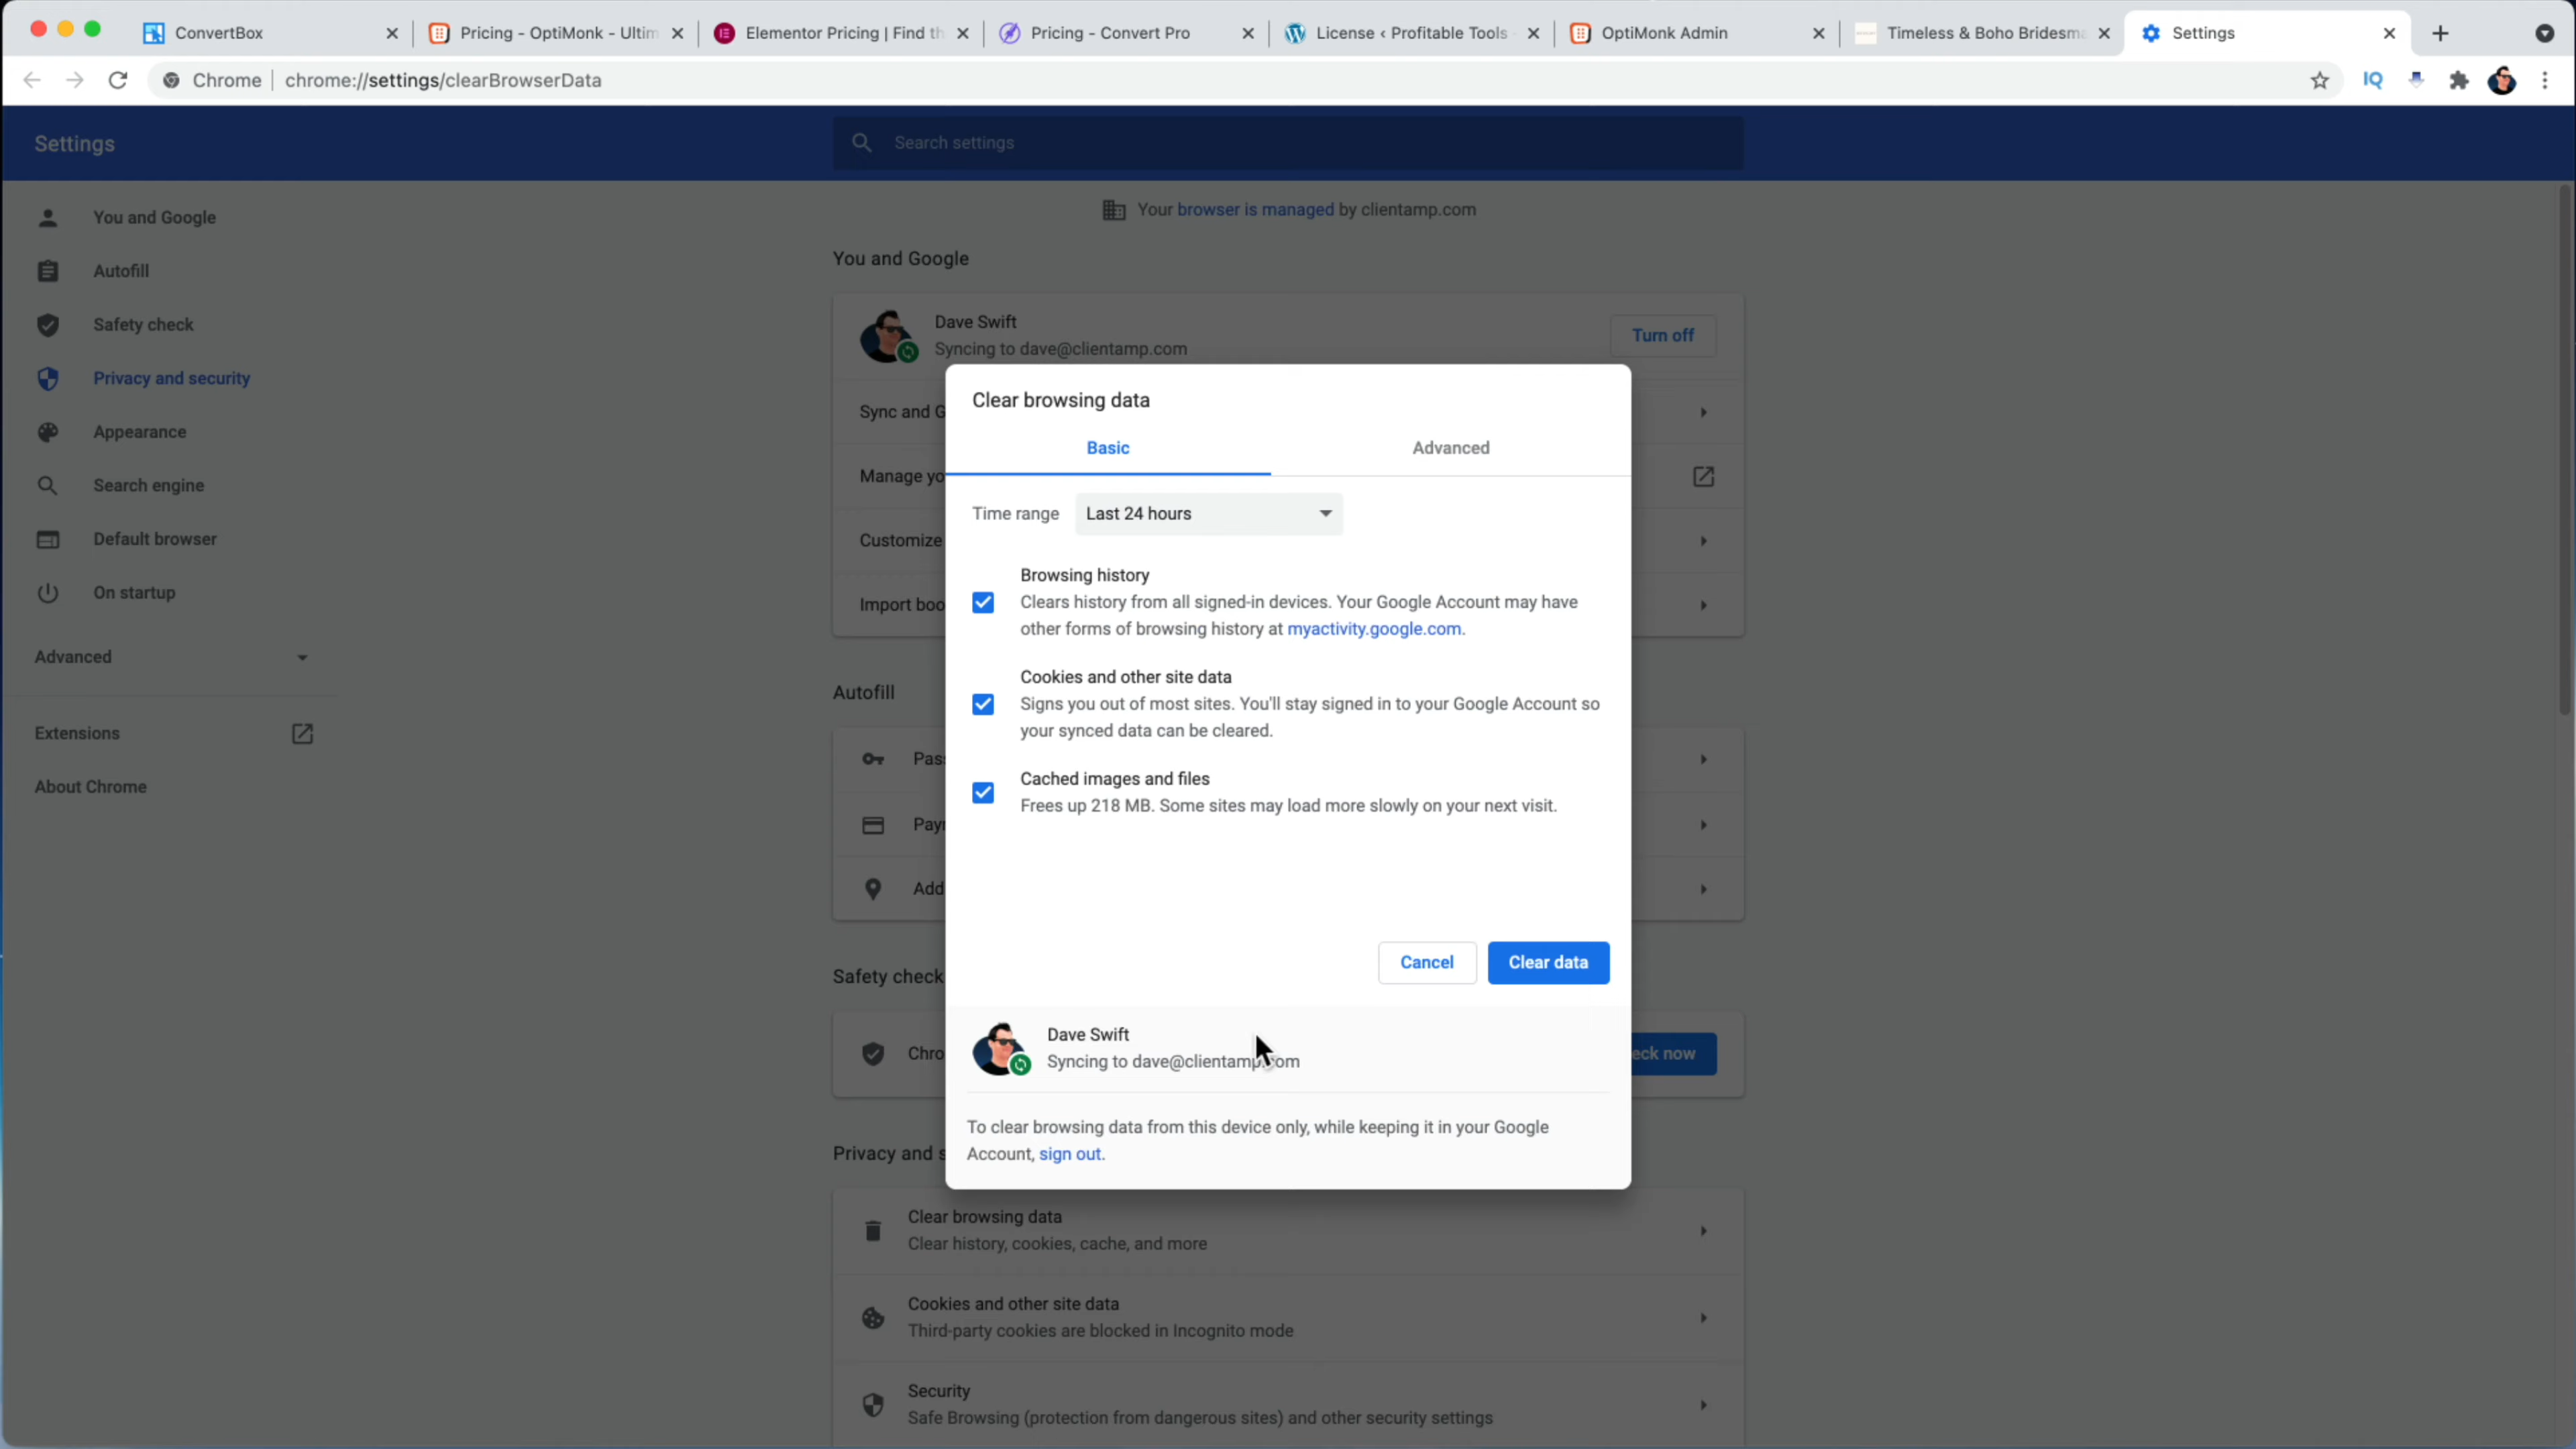 ConvertBox
Pricing - OptiMonk - Ultim
Elementor Pricing | Find th
Pricing - Convert Pro
License ‹ Profitable Tools
OptiMonk Admin
Timeless & Boho Bridesma
Settings
Chrome
chrome://settings/clearBrowserData
IQ
Settings
Search settings
You and Google
Autofill
Safety check
Privacy and security
Appearance
Search engine
Default browser
On startup
Advanced
Extensions
About Chrome
Your browser is managed by clientamp.com
You and Google
Dave Swift
Syncing to dave@clientamp.com
Turn off
Sync and G
Manage yo
Customize
Import boo
Autofill
Pas
Pay
Add
Safety check
Chro
eck now
Privacy and s
Clear browsing data
Basic
Advanced
Time range
Last 24 hours
Browsing history
Clears history from all signed-in devices. Your Google Account may have
other forms of browsing history at myactivity.google.com.
Cookies and other site data
Signs you out of most sites. You'll stay signed in to your Google Account so
your synced data can be cleared.
Cached images and files
Frees up 218 MB. Some sites may load more slowly on your next visit.
Cancel
Clear data
Dave Swift
Syncing to dave@clientamp.com
To clear browsing data from this device only, while keeping it in your Google
Account, sign out.
Clear browsing data
Clear history, cookies, cache, and more
Cookies and other site data
Third-party cookies are blocked in Incognito mode
Security
Safe Browsing (protection from dangerous sites) and other security settings